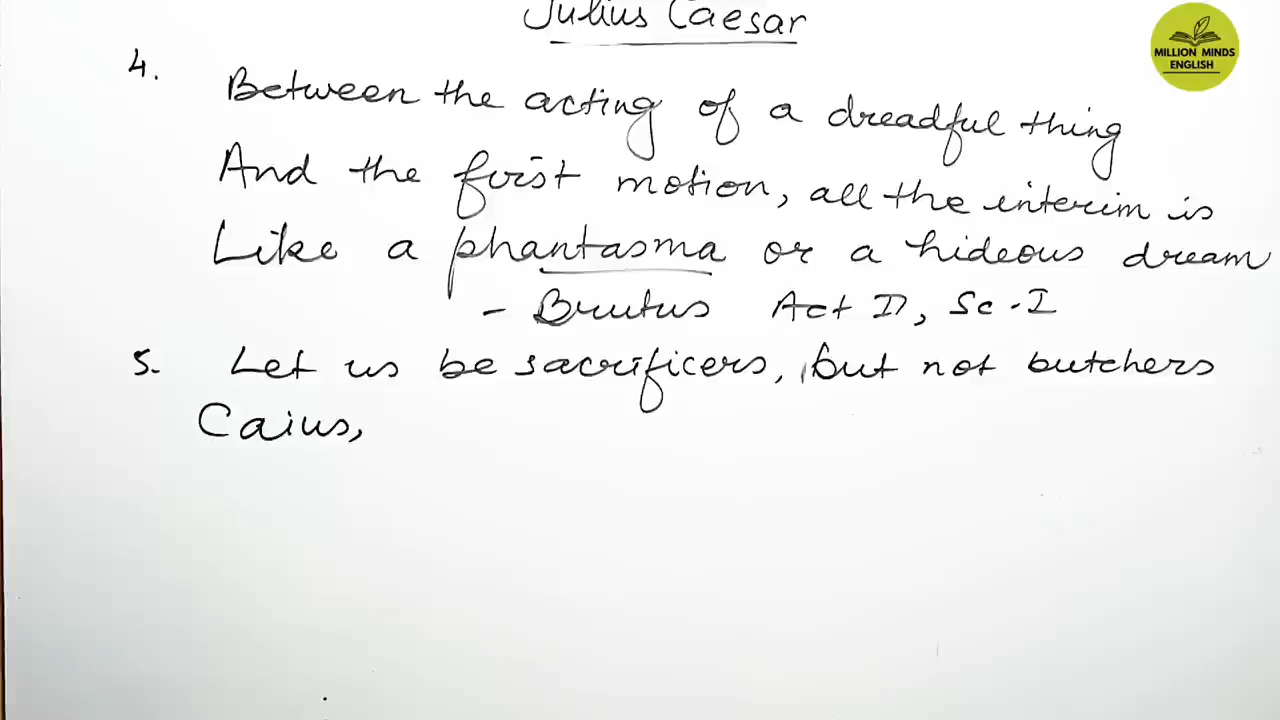 Julius Caesar
MILLION MINDS
ENGLISH
4.
Between the acting of a dreadful thing
And the first motion, all the interim is
Like a phantasma or a hideous dream
- Brutus Act II, Sc-I
5. Let us be sacrificers, but not butchers
Caius,